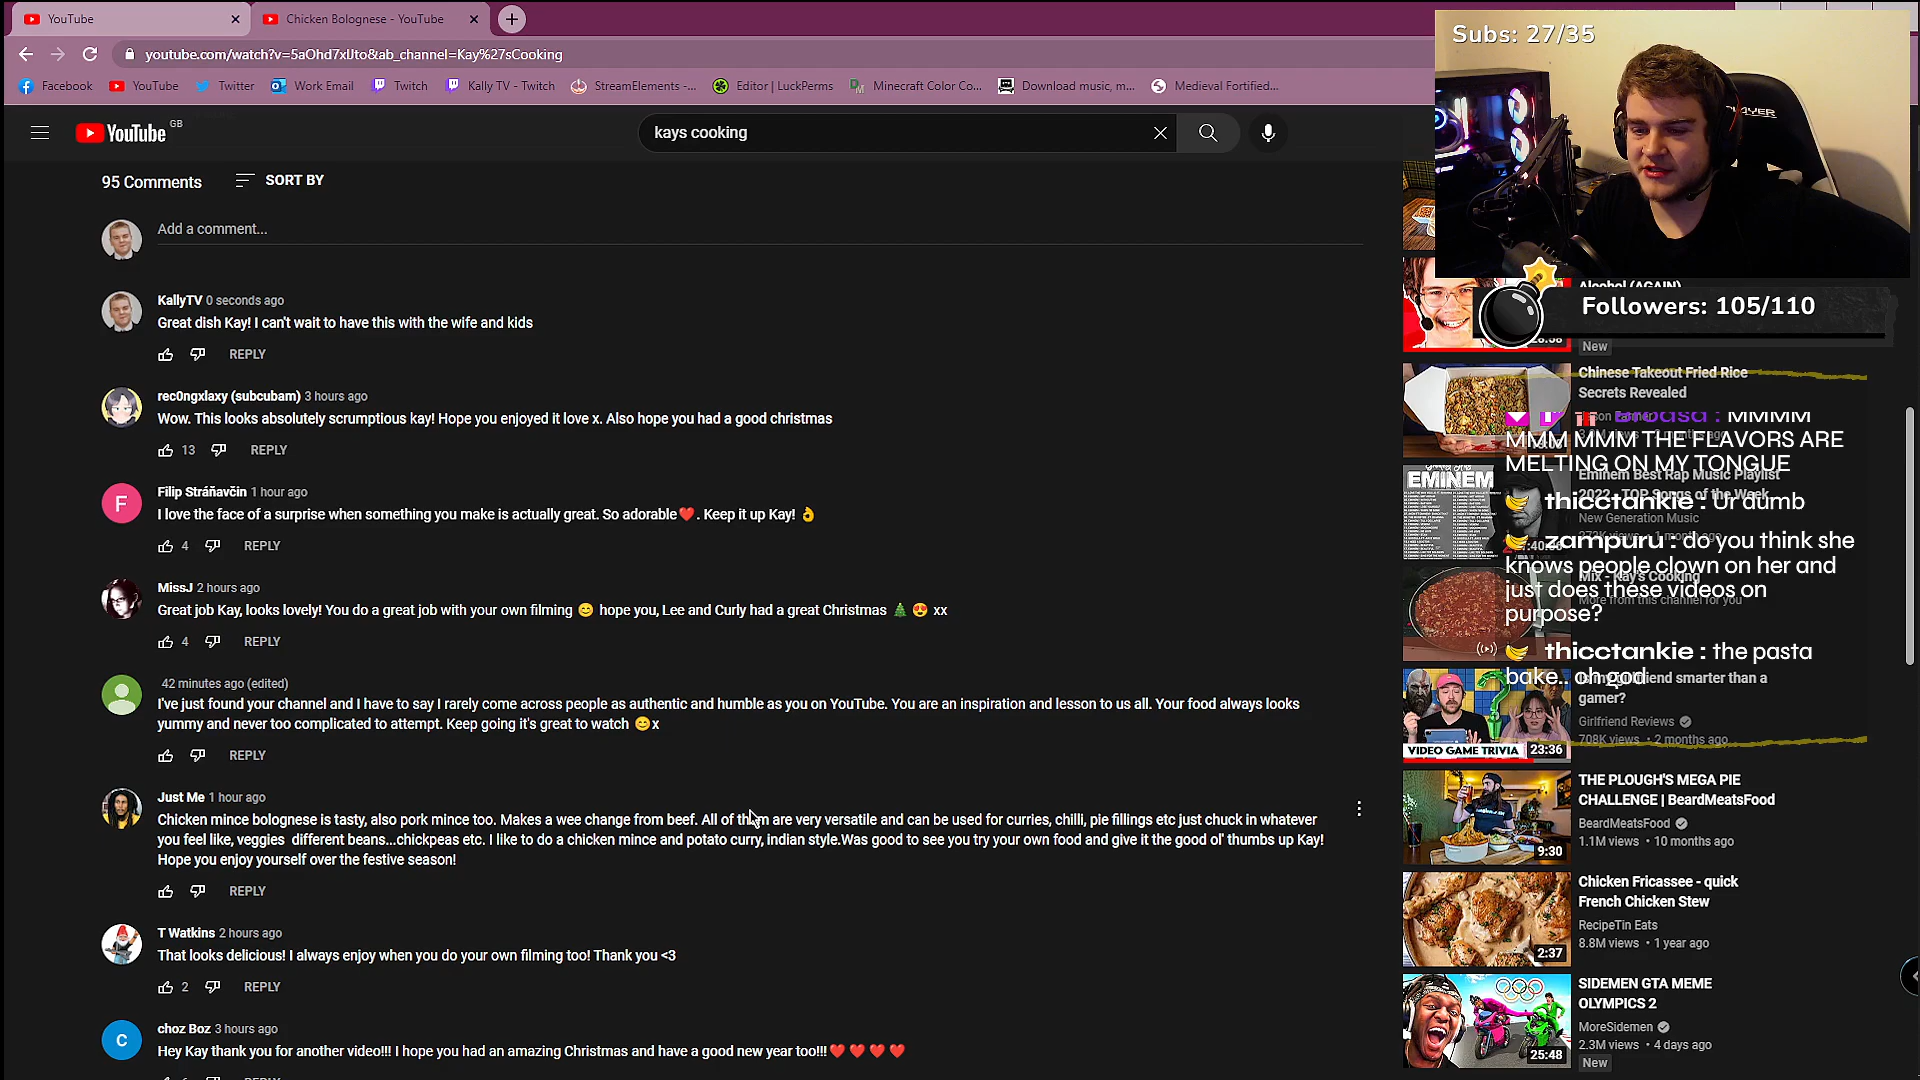 YouTube
Chicken Bolognese - YouTube
Subs: 27/35
youtube.com/watch?v=5aOhd7xlJto&ab_channel=Kay%27sCooking
Facebook
YouTube
Twitter
Work Email
Twitch
Kally TV - Twitch
StreamElements -...
Editor | LuckPerms
Minecraft Color Co...
Download music, m...
Medieval Fortified...
YouTube GB
kays cooking
95 Comments
SORT BY
Add a comment...
KallyTV 0 seconds ago
Great dish Kay! I can't wait to have this with the wife and kids
REPLY
rec0ngxlaxy (subcubam) 3 hours ago
Wow. This looks absolutely scrumptious kay! Hope you enjoyed it love x. Also hope you had a good christmas
13 REPLY
Filip Stráňavčin 1 hour ago
I love the face of a surprise when something you make is actually great. So adorable❤️. Keep it up Kay! 👌
4 REPLY
MissJ 2 hours ago
Great job Kay, looks lovely! You do a great job with your own filming 😊 hope you, Lee and Curly had a great Christmas 🎄 😍 xx
4 REPLY
42 minutes ago (edited)
I've just found your channel and I have to say I rarely come across people as authentic and humble as you on YouTube. You are an inspiration and lesson to us all. Your food always looks
yummy and never too complicated to attempt. Keep going it's great to watch 😊x
REPLY
Just Me 1 hour ago
Chicken mince bolognese is tasty, also pork mince too. Makes a wee change from beef. All of them are very versatile and can be used for curries, chilli, pie fillings etc just chuck in whatever
you feel like, veggies different beans...chickpeas etc. I like to do a chicken mince and potato curry, indian style.Was good to see you try your own food and give it the good ol' thumbs up Kay!
Hope you enjoy yourself over the festive season!
REPLY
T Watkins 2 hours ago
That looks delicious! I always enjoy when you do your own filming too! Thank you <3
2 REPLY
choz Boz 3 hours ago
Hey Kay thank you for another video!!! I hope you had an amazing Christmas and have a good new year too!!!❤️❤️❤️❤️
Alcohol (AGAIN)
Followers: 105/110
New
Chinese Takeout Fried Rice
Secrets Revealed
MMMM
MMM MMM THE FLAVORS ARE
MELTING ON MY TONGUE
EMINEM
Eminem Best Rap Music Playlist
2022 - TOP Songs of the Week
New Generation Music
1 month ago
thicctankie : Ur dumb
zampuru : do you think she
knows people clown on her and
just does these videos on
purpose?
Mix - Kay's Cooking
More from this channel for you
thicctankie : the pasta
bake.. oh god
girlfriend smarter than a
gamer?
Girlfriend Reviews
708K views • 2 months ago
VIDEO GAME TRIVIA
23:36
THE PLOUGH'S MEGA PIE
CHALLENGE | BeardMeatsFood
BeardMeatsFood
1.1M views • 10 months ago
9:30
Chicken Fricassee - quick
French Chicken Stew
RecipeTin Eats
8.8M views • 1 year ago
2:37
SIDEMEN GTA MEME
OLYMPICS 2
MoreSidemen
2.3M views • 4 days ago
New
25:48